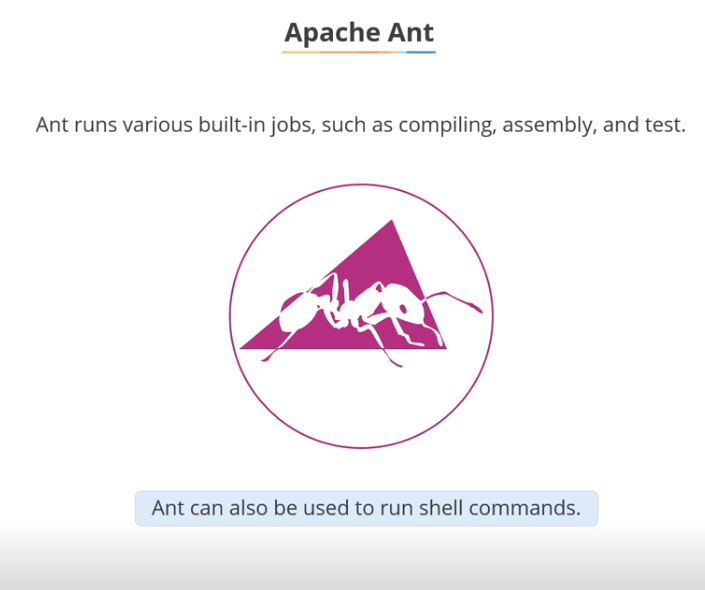 Apache Ant
Ant runs various built-in jobs, such as compiling, assembly, and test.
Ant can also be used to run shell commands.